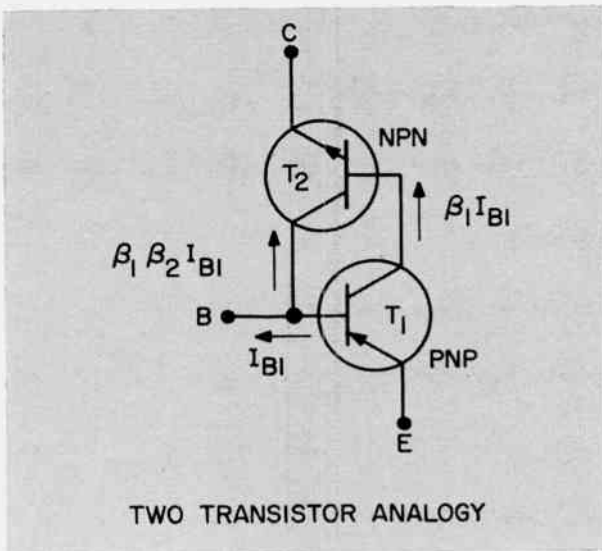 C
NPN
T2
β1 IB1
β1 β2 IB1
B
T1
IB1
PNP
E
TWO TRANSISTOR ANALOGY